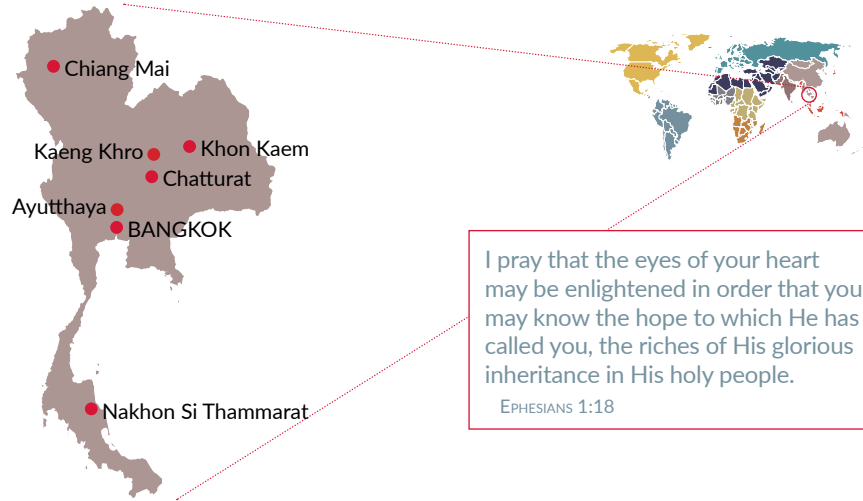 Chiang Mai
Kaeng Khro
Khon Kaem
Chatturat
Ayutthaya
BANGKOK
Nakhon Si Thammarat
I pray that the eyes of your heart
may be enlightened in order that you
may know the hope to which He has
called you, the riches of His glorious
inheritance in His holy people.
EPHESIANS 1:18